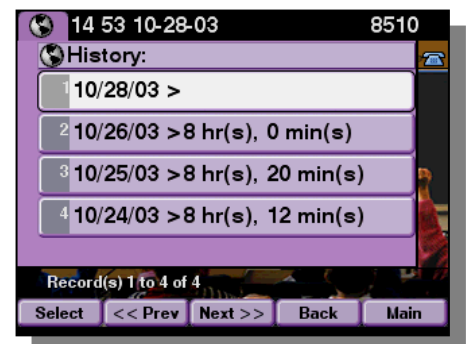 14 53 10-28-03 8510
History:
1 10/28/03 >
2 10/26/03 >8 hr(s), 0 min(s)
3 10/25/03 >8 hr(s), 20 min(s)
4 10/24/03 >8 hr(s), 12 min(s)
Record(s) 1 to 4 of 4
Select << Prev Next >> Back Main